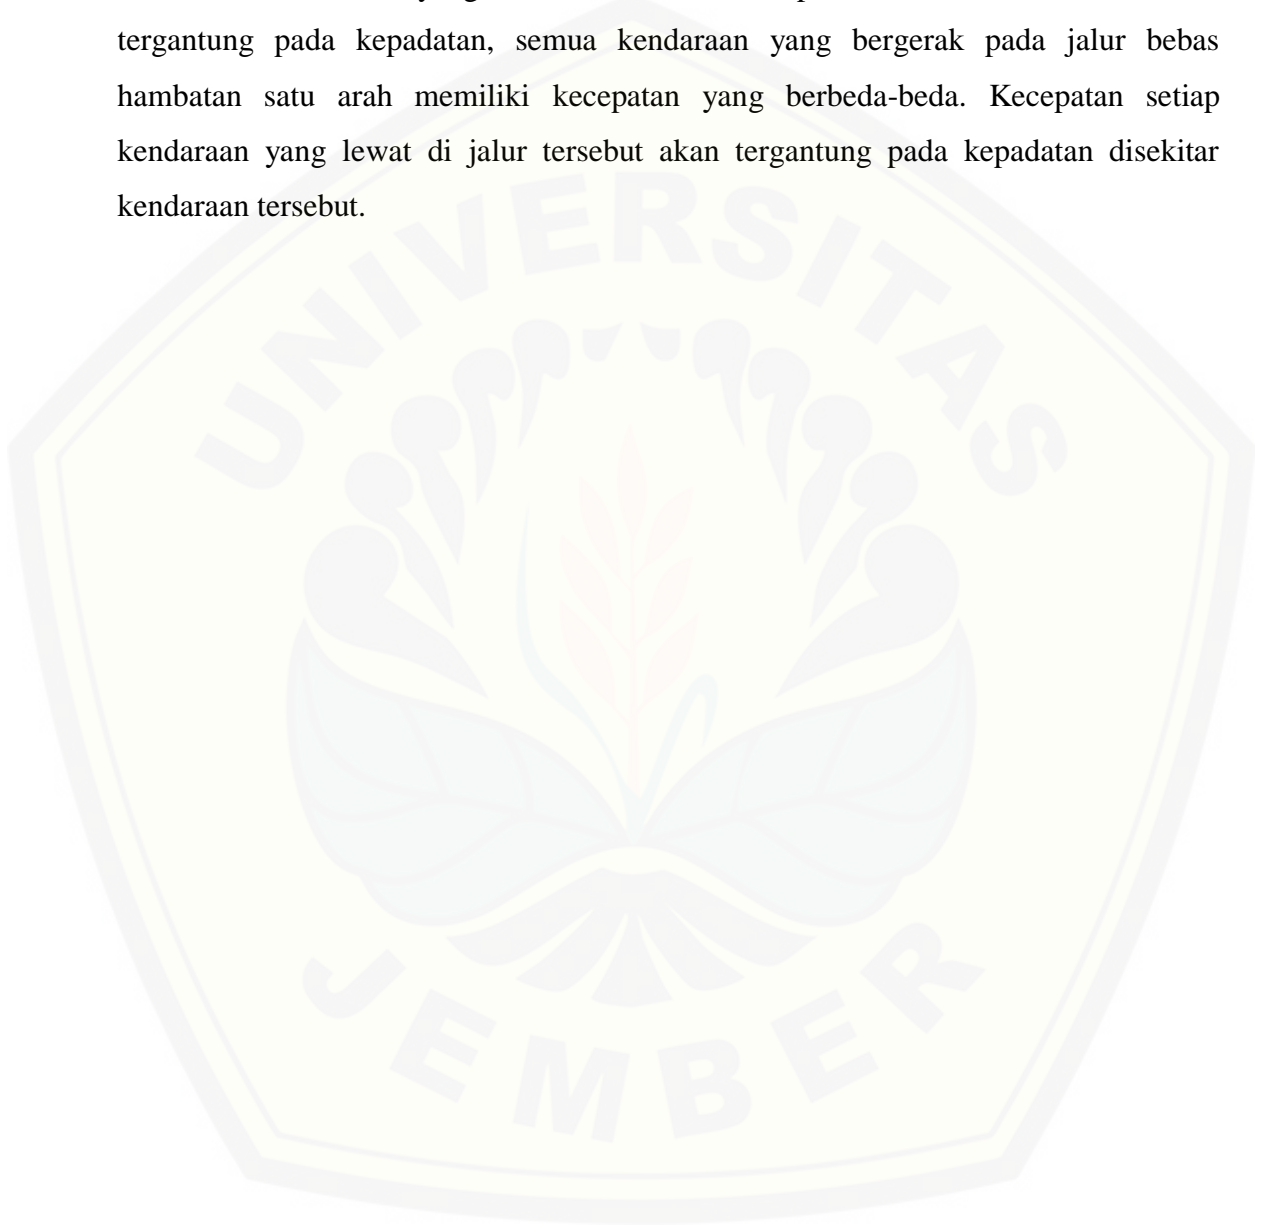 tergantung pada kepadatan, semua kendaraan yang bergerak pada jalur bebas
hambatan satu arah memiliki kecepatan yang berbeda-beda. Kecepatan setiap
kendaraan yang lewat di jalur tersebut akan tergantung pada kepadatan disekitar
kendaraan tersebut.
UNIVERSITAS
JEMBER